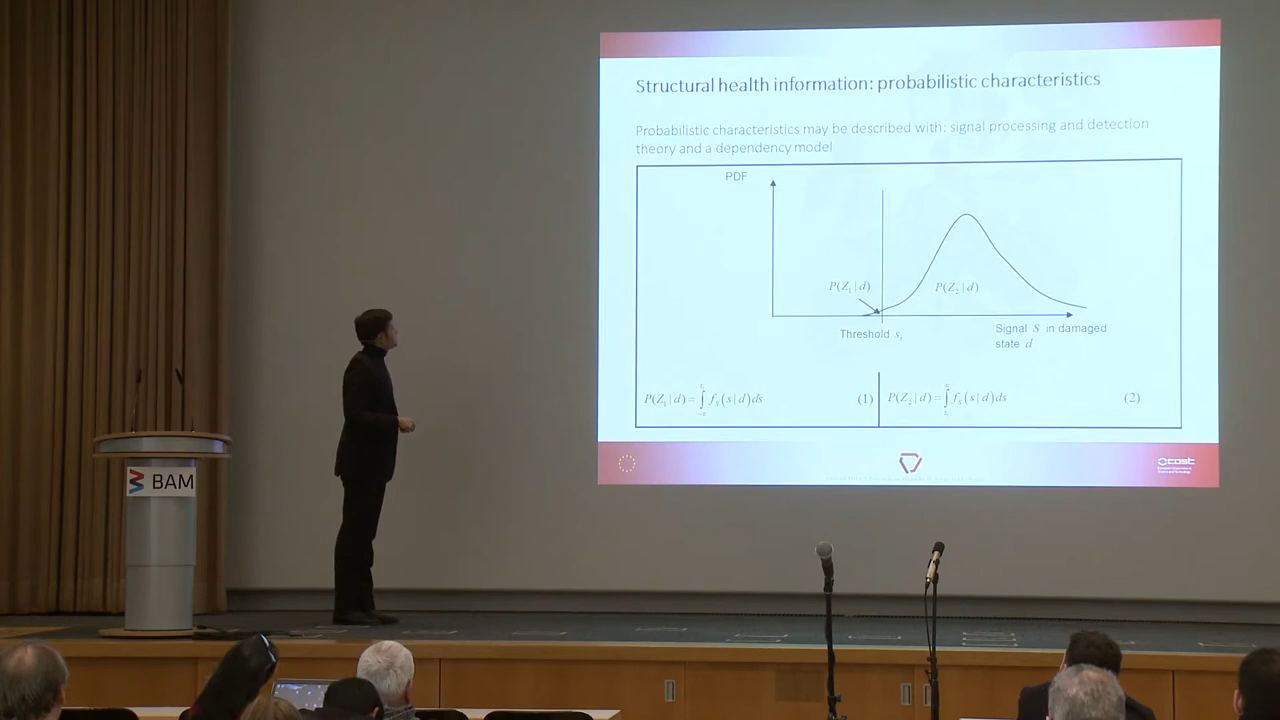 Structural health information: probabilistic characteristics
Probabilistic characteristics may be described with: signal processing and detection
theory and a dependency model
PDF
P(Z₁ | d)
P(Z₂ | d)
Threshold
Signal S in damaged
state d
P(Z₁ | d) = ∫ f_S(s | d)ds (1)
P(Z₂ | d) = ∫ f_S(s | d)ds (2)
BAM
cost